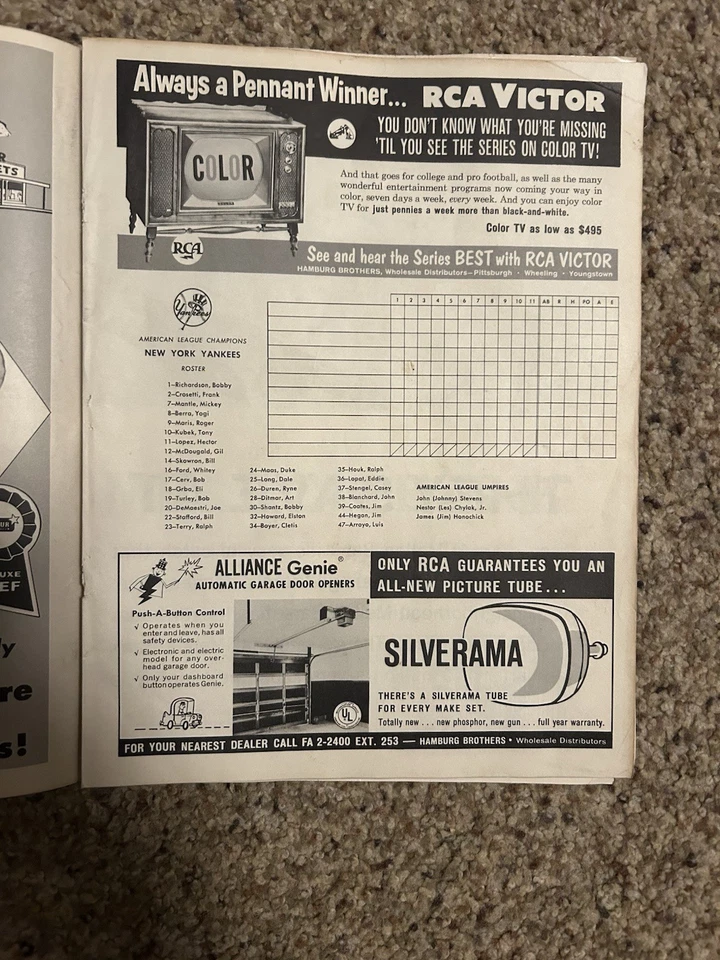 Always a Pennant Winner... RCA VICTOR
YOU DON'T KNOW WHAT YOU'RE MISSING
'TIL YOU SEE THE SERIES ON COLOR TV!
COLOR
And that goes for college and pro football, as well as the many
wonderful entertainment programs now coming your way in
color, seven days a week, every week. And you can enjoy color
TV for just pennies a week more than black-and-white.
Color TV as low as $495
RCA
See and hear the Series BEST with RCA VICTOR
HAMBURG BROTHERS, Wholesale Distributors—Pittsburgh · Wheeling · Youngstown
Yankees
AMERICAN LEAGUE CHAMPIONS
NEW YORK YANKEES
ROSTER
1 2 3 4 5 6 7 8 9 10 11 AB R H PO A E
1—Richardson, Bobby
2—Crosetti, Frank
7—Mantle, Mickey
8—Berra, Yogi
9—Maris, Roger
10—Kubek, Tony
11—Lopez, Hector
12—McDougald, Gil
14—Skowron, Bill
16—Ford, Whitey
17—Cerv, Bob
18—Grba, Eli
19—Turley, Bob
20—DeMaestri, Joe
22—Stafford, Bill
23—Terry, Ralph
24—Maas, Duke
25—Long, Dale
26—Duren, Ryne
28—Ditmar, Art
30—Shantz, Bobby
32—Howard, Elston
34—Boyer, Cletis
35—Houk, Ralph
36—Lopat, Eddie
37—Stengel, Casey
38—Blanchard, John
39—Coates, Jim
44—Hegan, Jim
47—Arroyo, Luis
AMERICAN LEAGUE UMPIRES
John (Johnny) Stevens
Nestor (Les) Chylak, Jr.
James (Jim) Honochick
ALLIANCE Genie®
AUTOMATIC GARAGE DOOR OPENERS
Push-A-Button Control
√ Operates when you
enter and leave, has all
safety devices.
√ Electronic and electric
model for any over-
head garage door.
√ Only your dashboard
button operates Genie.
UL
ONLY RCA GUARANTEES YOU AN
ALL-NEW PICTURE TUBE...
SILVERAMA
THERE'S A SILVERAMA TUBE
FOR EVERY MAKE SET.
Totally new . . . new phosphor, new gun . . . full year warranty.
FOR YOUR NEAREST DEALER CALL FA 2-2400 EXT. 253 — HAMBURG BROTHERS • Wholesale Distributors